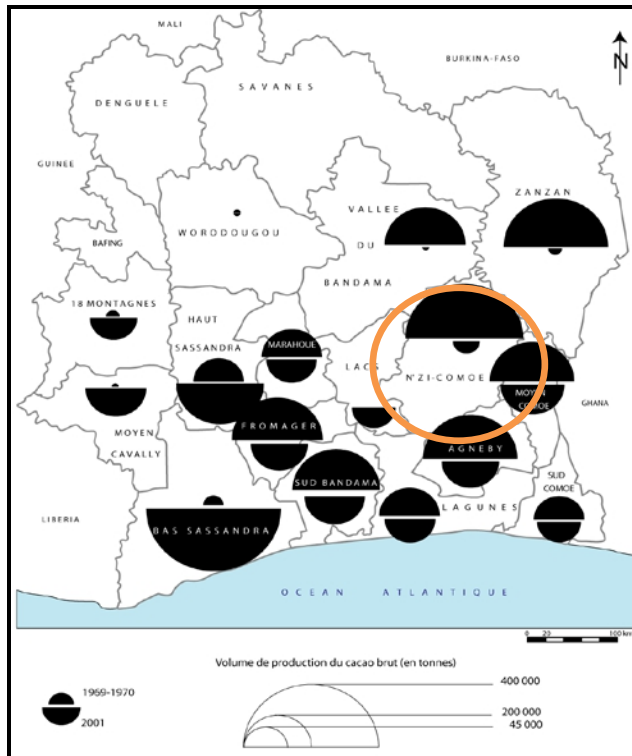 MALI
BURKINA-FASO
N
SAVANES
DENGUELE
GUINEE
ZANZAN
VALLEE
WORDDOUGOU
DU
BAFING
BANDAMA
18 MONTAGNES
HAUT
SASSANDRA
MARAHOUE
LACS
N'ZI-COMOE
MOYEN
COMOE
GHANA
FROMAGER
MOYEN
CAVALLY
AGNEBY
SUD BANDAMA
SUD
COMOE
LAGUNES
LIBERIA
BAS SASSANDRA
OCEAN ATLANTIQUE
0 20 100 km
Volume de production du cacao brut (en tonnes)
1969-1970
2001
400 000
200 000
45 000